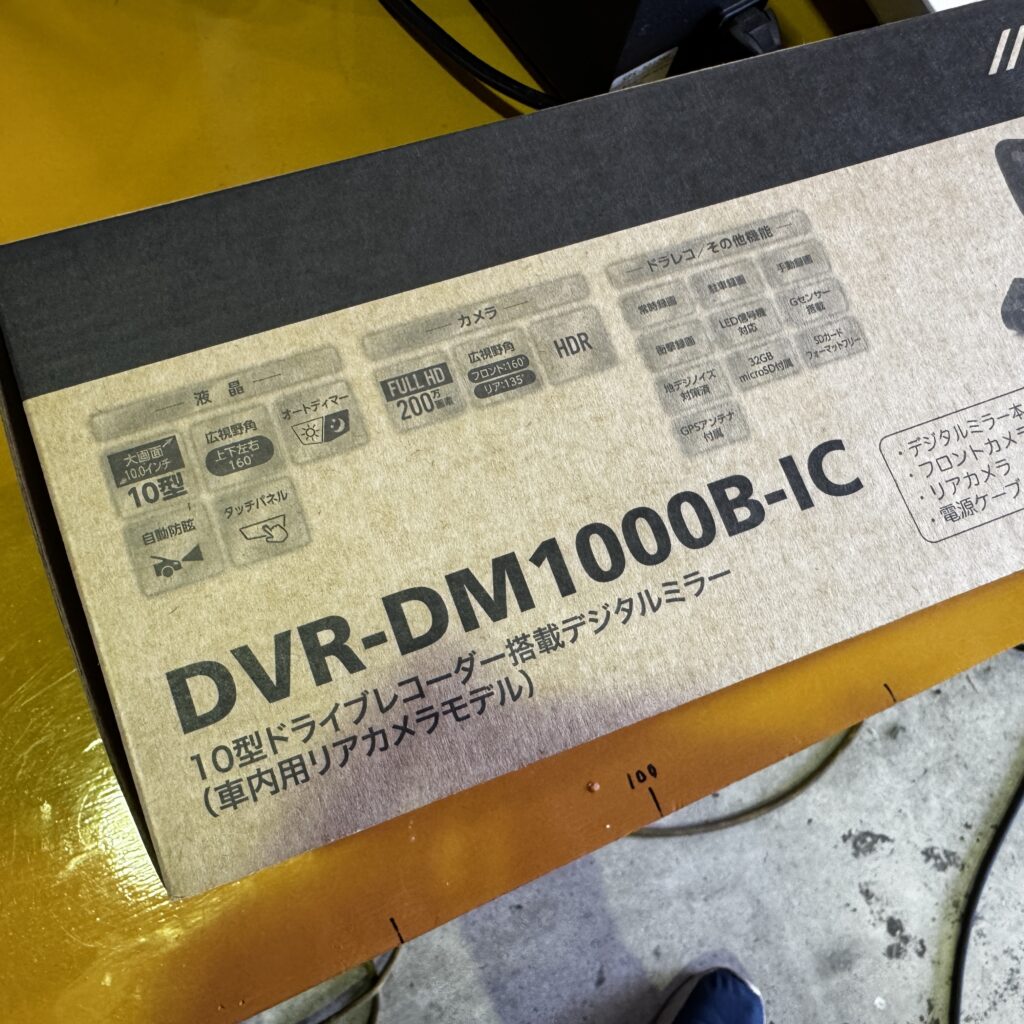 液晶
大画面
10.0インチ
10型
広視野角
上下左右
160°
オートディマー
自動防眩
タッチパネル
カメラ
FULL HD
200万
画素
広視野角
フロント:160°
リア:135°
HDR
ドラレコ/その他機能
常時録画
駐車録画
手動録画
衝撃録画
LED信号機
対応
Gセンサー
搭載
地デジノイズ
対策済
32GB
microSD付属
SDカード
フォーマットフリー
GPSアンテナ
付属
DVR-DM1000B-IC
10型ドライブレコーダー搭載デジタルミラー
(車内用リアカメラモデル)
・デジタルミラー本
・フロントカメラ
・リアカメラ
・電源ケーブ
100